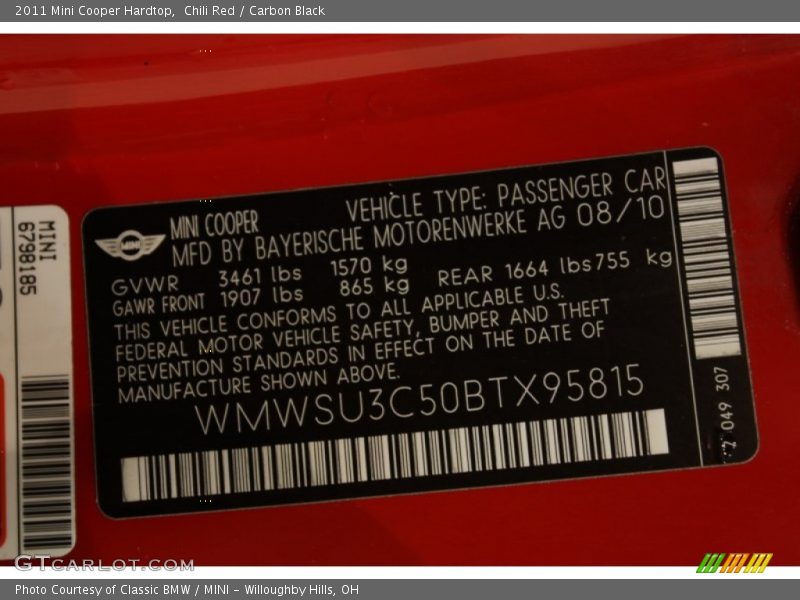 2011 Mini Cooper Hardtop,  Chili Red / Carbon Black
MINI
6798185
MINI
MINI COOPER
VEHICLE TYPE: PASSENGER CAR
MFD BY BAYERISCHE MOTORENWERKE AG 08/10
GVWR 3461 lbs 1570 kg
GAWR FRONT 1907 lbs 865 kg REAR 1664 lbs 755 kg
THIS VEHICLE CONFORMS TO ALL APPLICABLE U.S.
FEDERAL MOTOR VEHICLE SAFETY, BUMPER AND THEFT
PREVENTION STANDARDS IN EFFECT ON THE DATE OF
MANUFACTURE SHOWN ABOVE.
WMWSU3C50BTX95815
049 307
GTCARLOT.COM
Photo Courtesy of Classic BMW / MINI - Willoughby Hills, OH